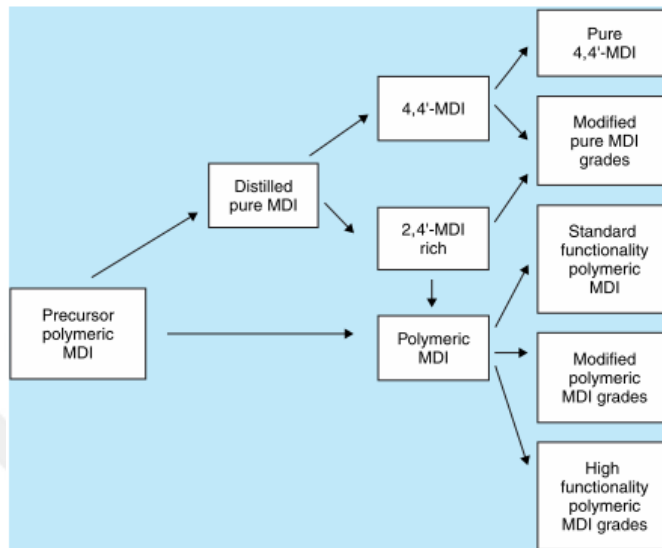 Pure
4,4'-MDI
4,4'-MDI
Modified
pure MDI
grades
Distilled
pure MDI
2,4'-MDI
rich
Standard
functionality
polymeric
MDI
Precursor
polymeric
MDI
Polymeric
MDI
Modified
polymeric
MDI grades
High
functionality
polymeric
MDI grades